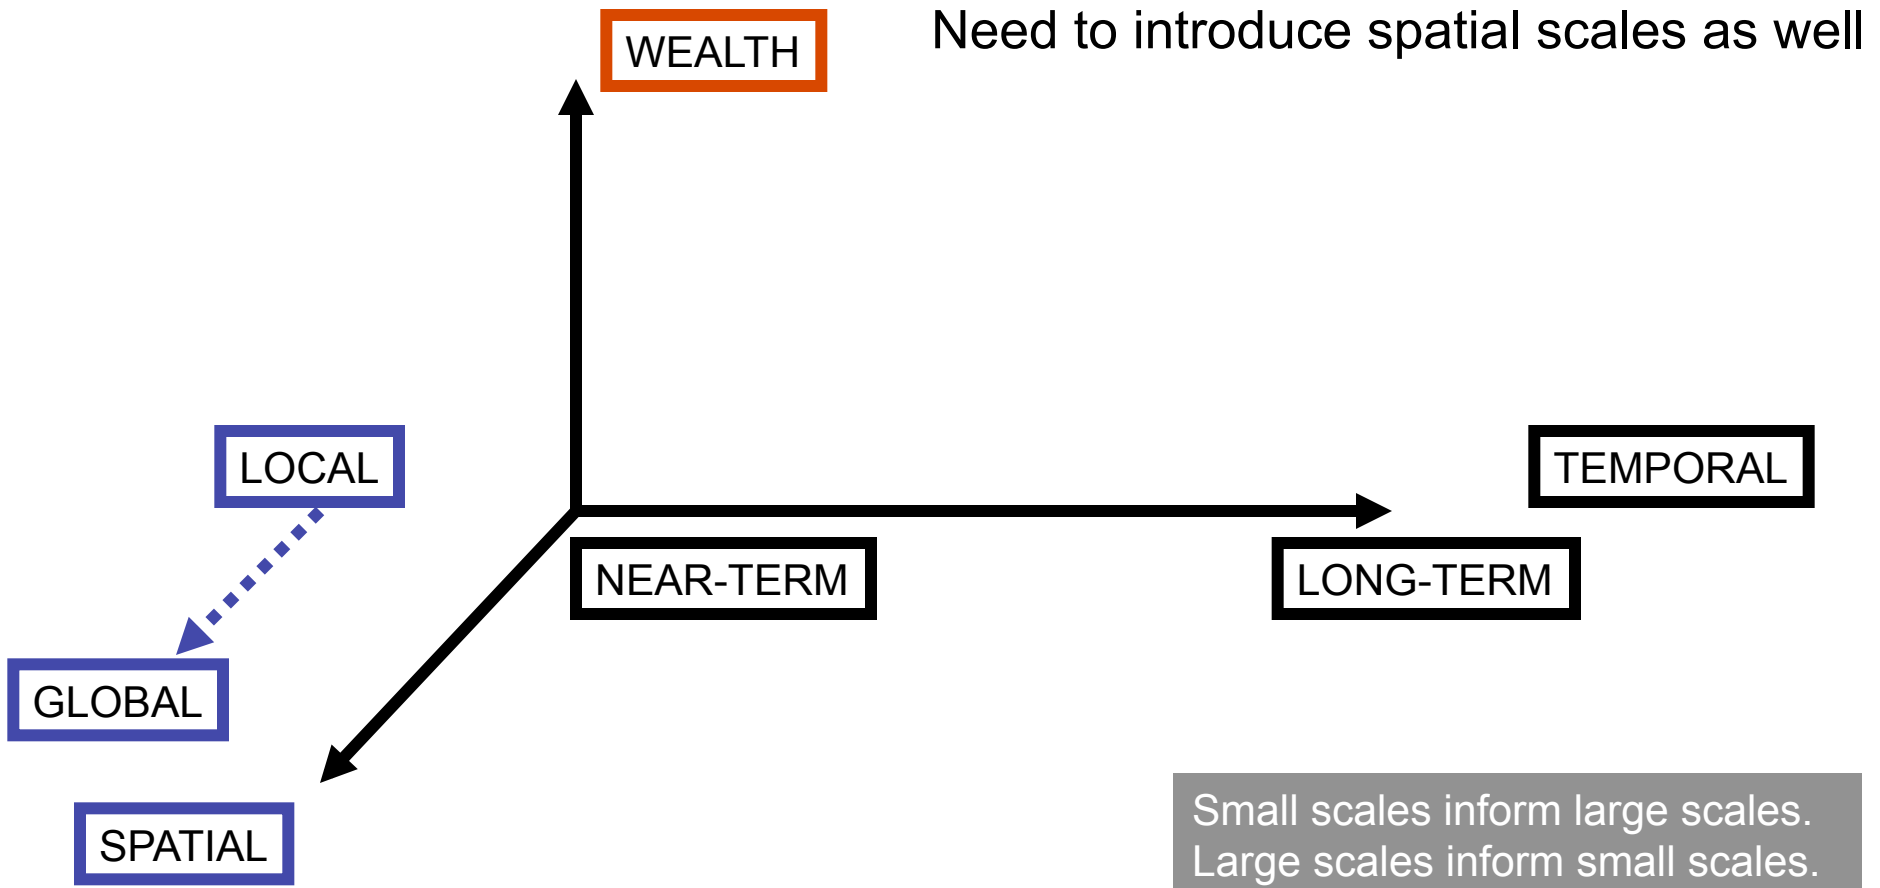 WEALTH
Need to introduce spatial scales as well
LOCAL
TEMPORAL
NEAR-TERM
LONG-TERM
GLOBAL
SPATIAL
Small scales inform large scales.
Large scales inform small scales.